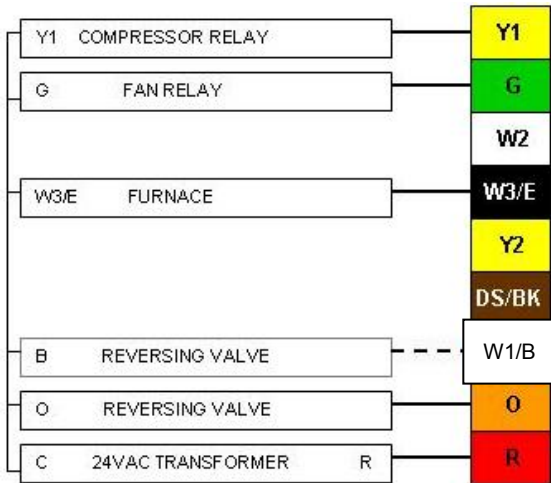 Y1 COMPRESSOR RELAY Y1
G FAN RELAY G
W2
W3/E FURNACE W3/E
Y2
DS/BK
B REVERSING VALVE W1/B
O REVERSING VALVE O
C 24VAC TRANSFORMER R R